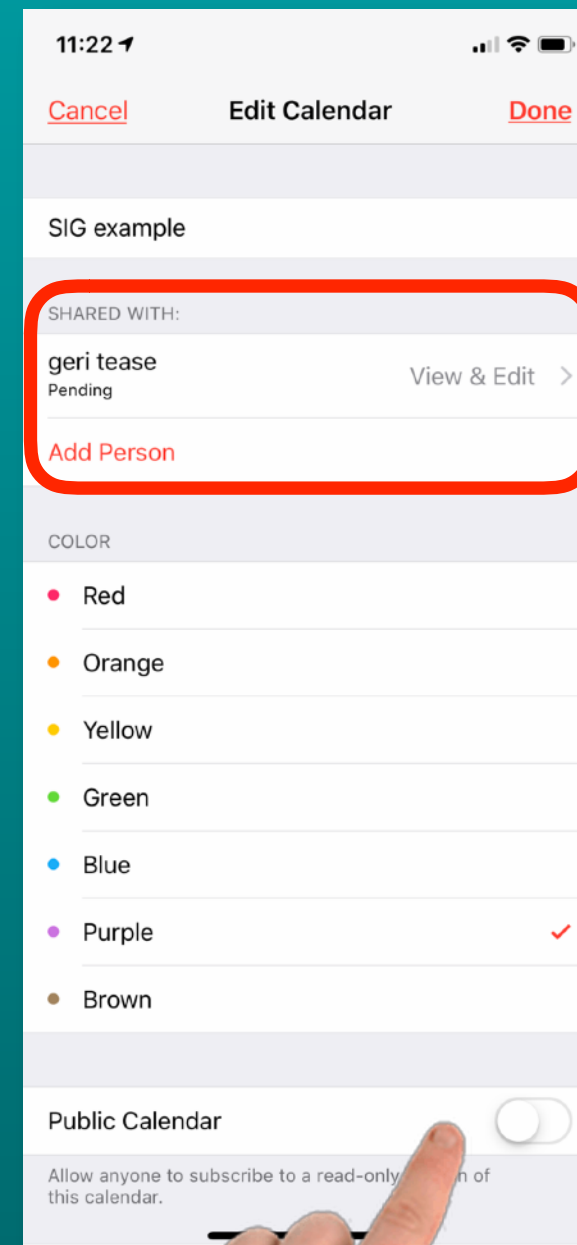 11:22
Cancel Edit Calendar Done
SIG example
SHARED WITH:
geri tease
Pending
View & Edit
Add Person
COLOR
Red
Orange
Yellow
Green
Blue
Purple
Brown
Public Calendar
Allow anyone to subscribe to a read-only n of
this calendar.